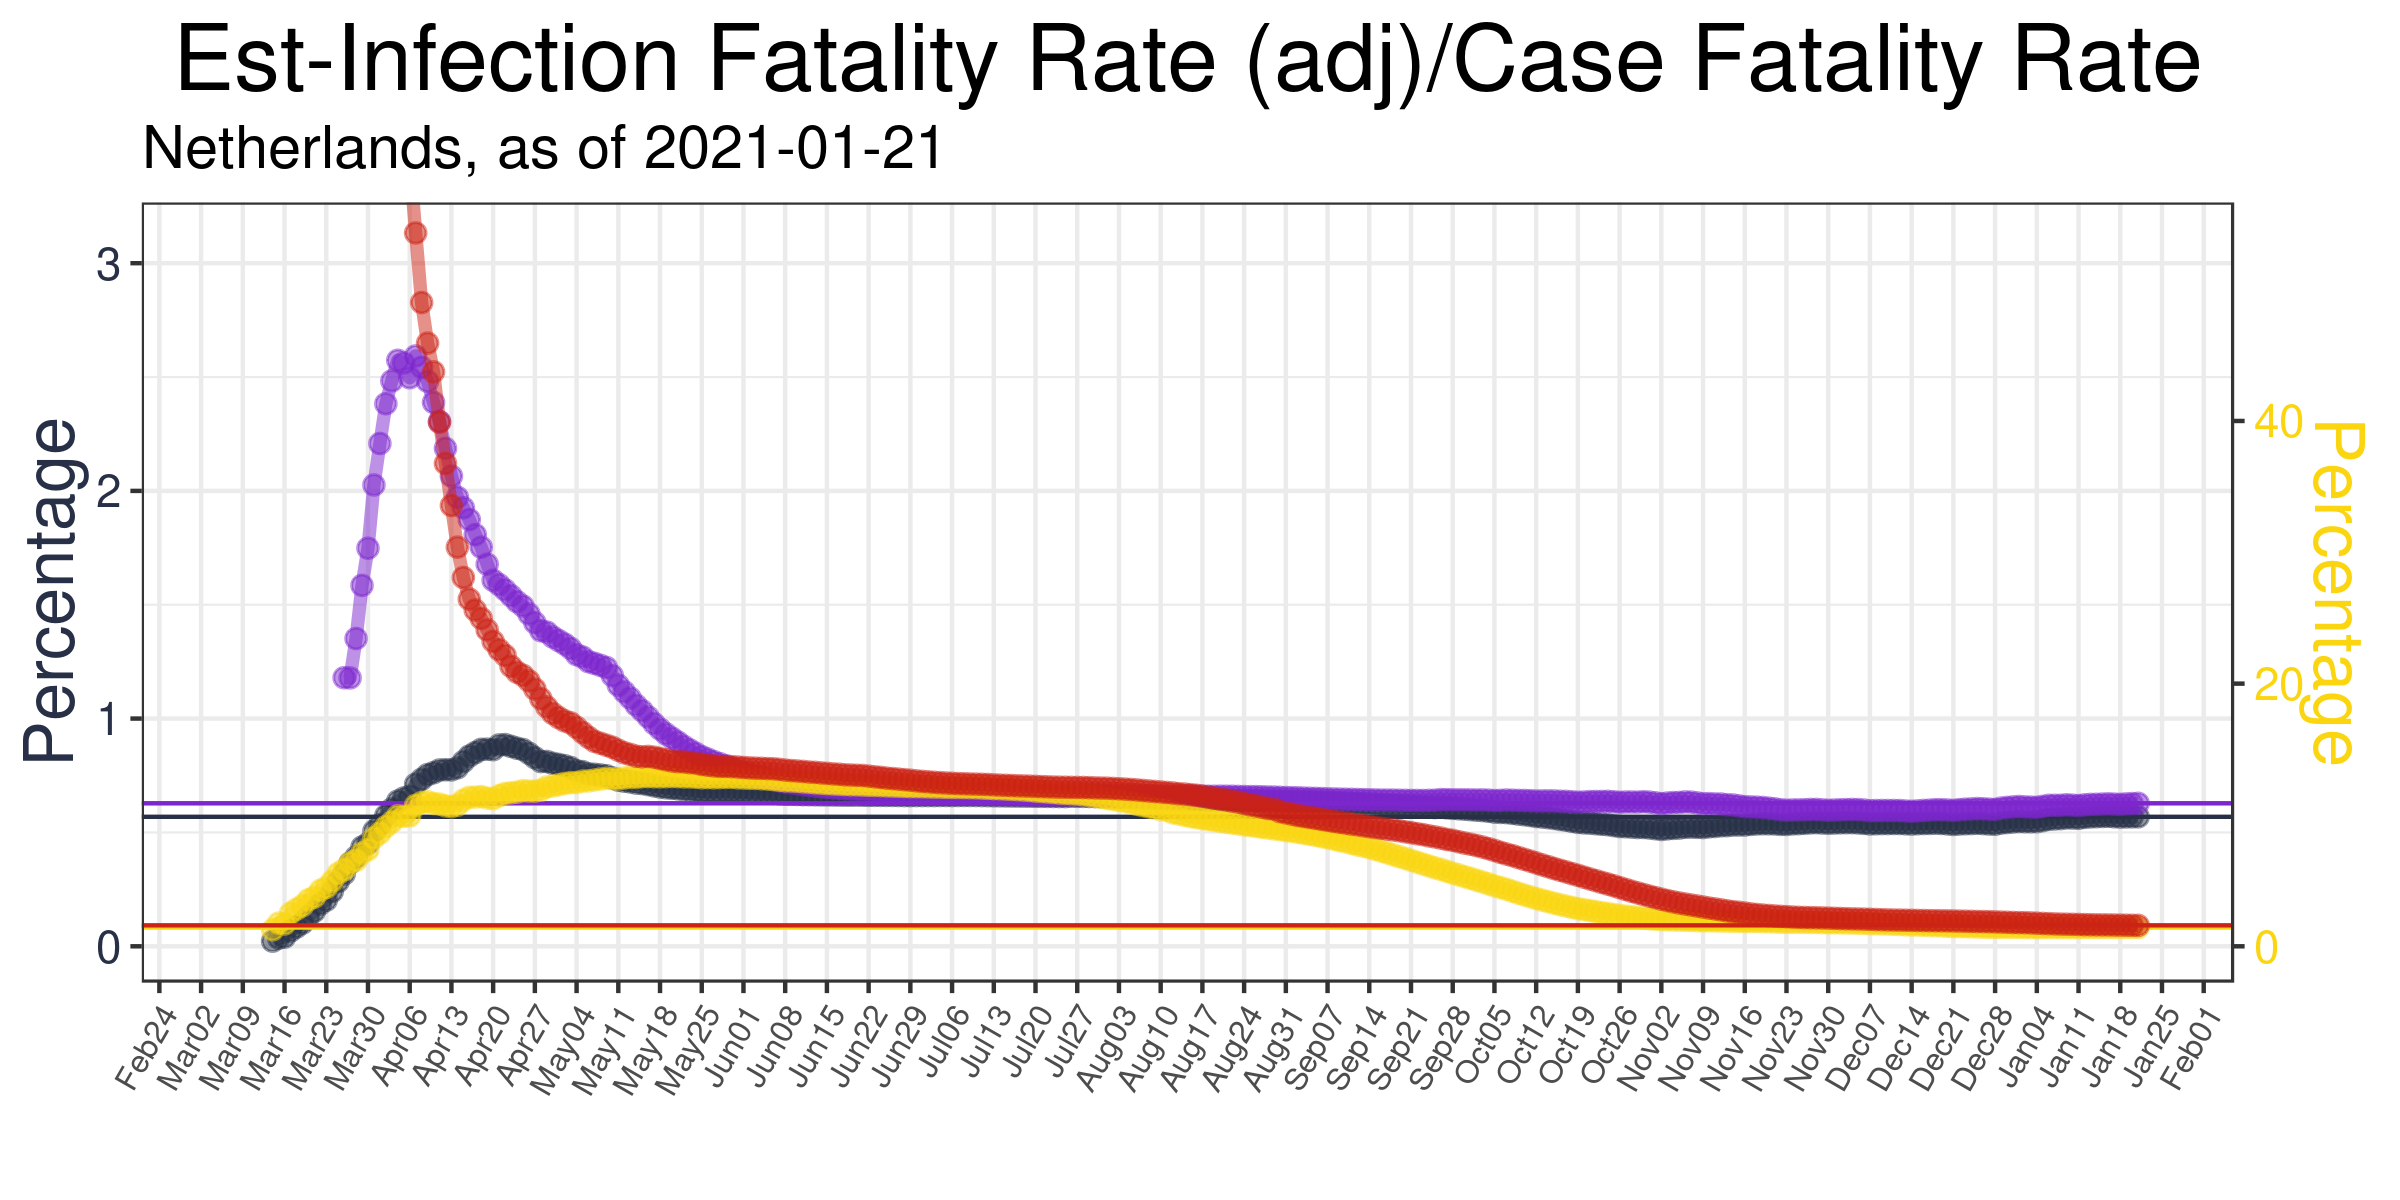 Est-Infection Fatality Rate (adj)/Case Fatality Rate
Netherlands, as of 2021-01-21
Percentage
3
2
1
0
40
20
0
Percentage
Feb24
Mar02
Mar09
Mar16
Mar23
Mar30
Apr06
Apr13
Apr20
Apr27
May04
May11
May18
May25
Jun01
Jun08
Jun15
Jun22
Jun29
Jul06
Jul13
Jul20
Jul27
Aug03
Aug10
Aug17
Aug24
Aug31
Sep07
Sep14
Sep21
Sep28
Oct05
Oct12
Oct19
Oct26
Nov02
Nov09
Nov16
Nov23
Nov30
Dec07
Dec14
Dec21
Dec28
Jan04
Jan11
Jan18
Jan25
Feb01